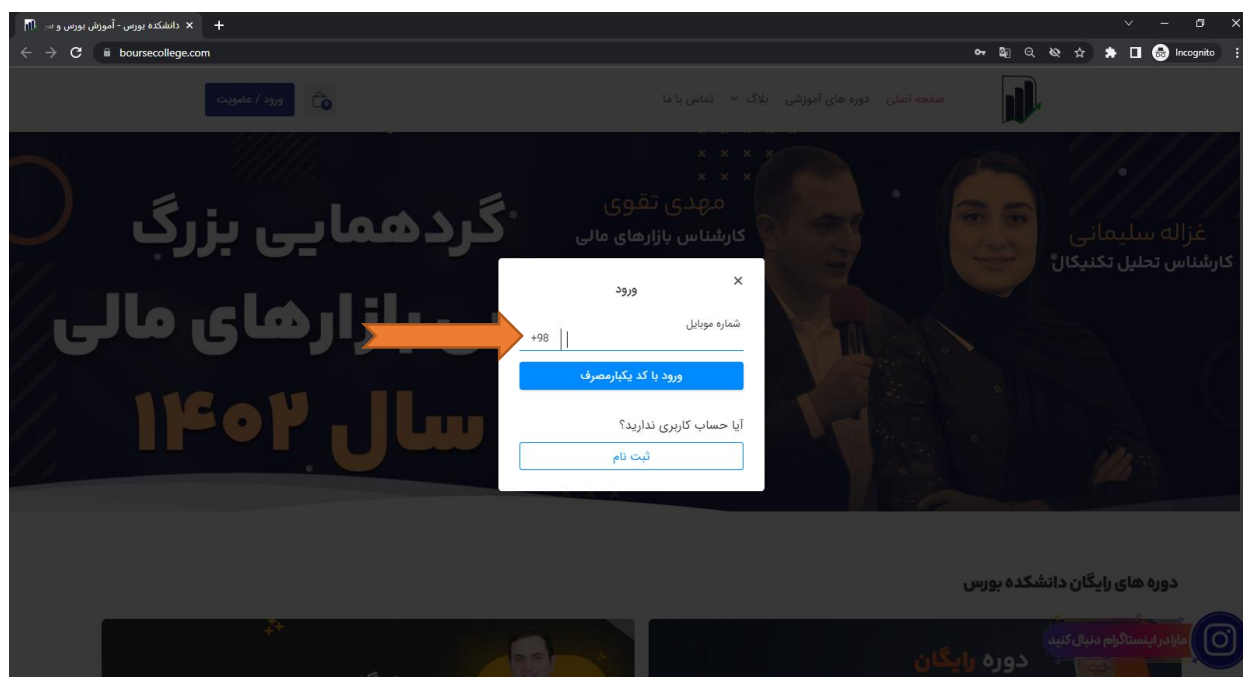 دانشکده بورس - آموزش بورس و سر
boursecollege.com
Incognito
صفحه اصلی دوره های آموزشی بلاگ تماس با ما
0
ورود / عضویت
غزاله سلیمانی
کارشناس تحلیل تکنیکال
مهدی تقوی
کارشناس بازارهای مالی
گردهمایی بزرگ
بازارهای مالی
سال ۱۴۰۲
ورود
شماره موبایل
+98
ورود با کد یکبارمصرف
آیا حساب کاربری ندارید؟
ثبت نام
دوره های رایگان دانشکده بورس
مارا در اینستاگرام دنبال کنید
دوره رایگان